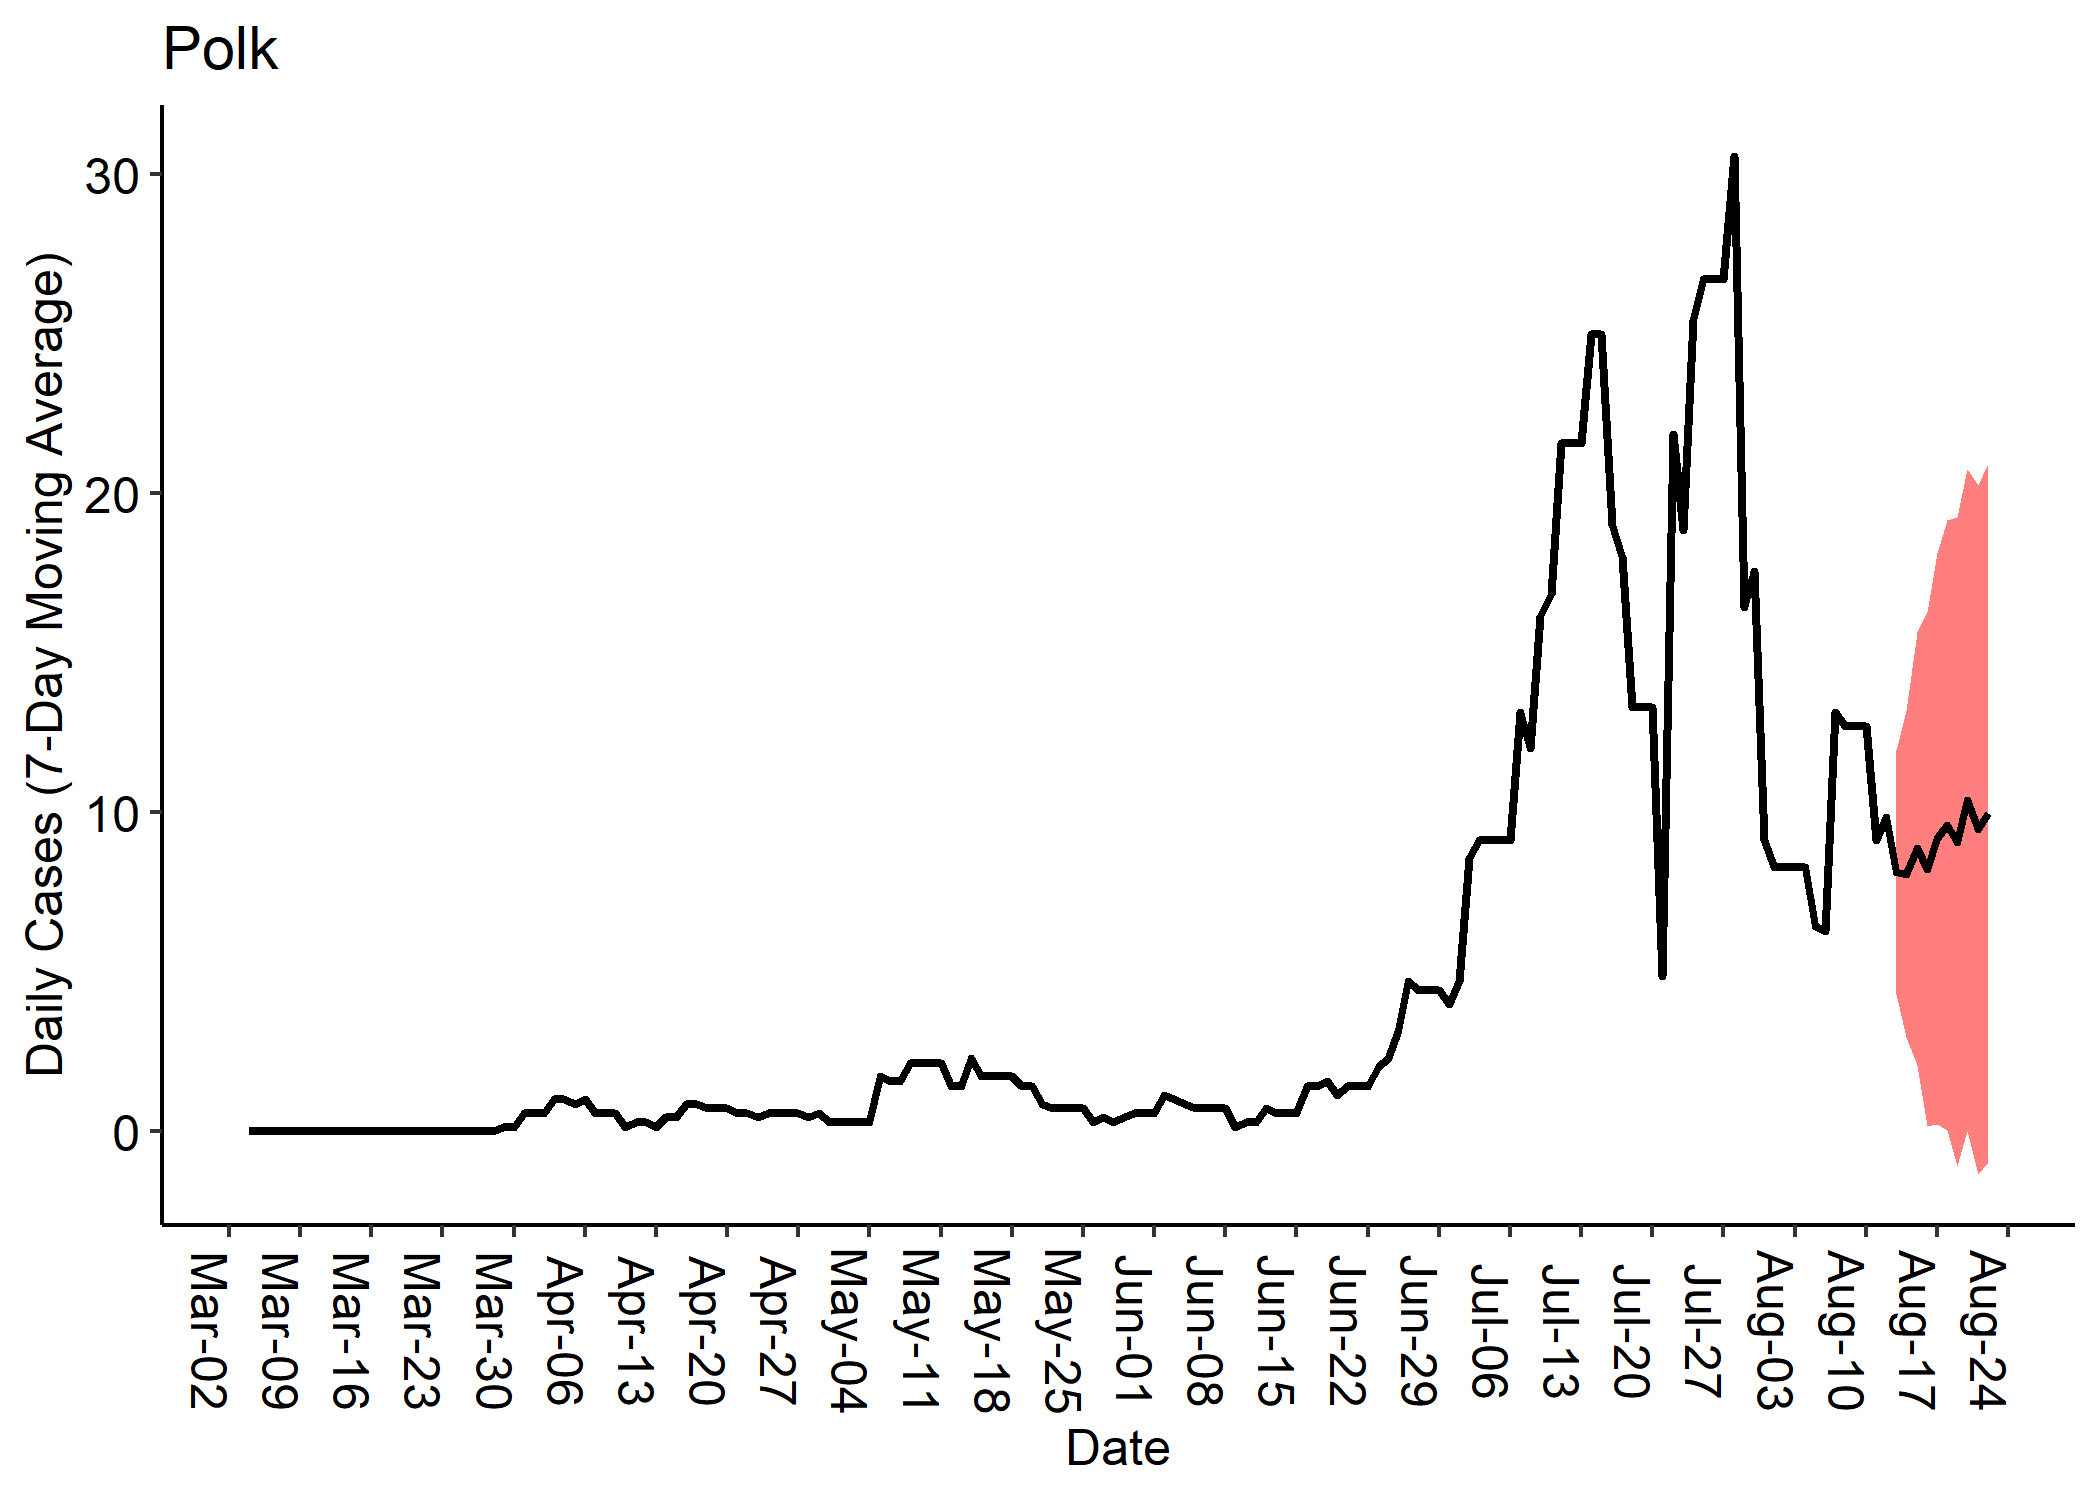 Polk
Daily Cases (7-Day Moving Average)
30
20
10
0
Mar-02
Mar-09
Mar-16
Mar-23
Mar-30
Apr-06
Apr-13
Apr-20
Apr-27
May-04
May-11
May-18
May-25
Jun-01
Jun-08
Jun-15
Jun-22
Jun-29
Jul-06
Jul-13
Jul-20
Jul-27
Aug-03
Aug-10
Aug-17
Aug-24
Date